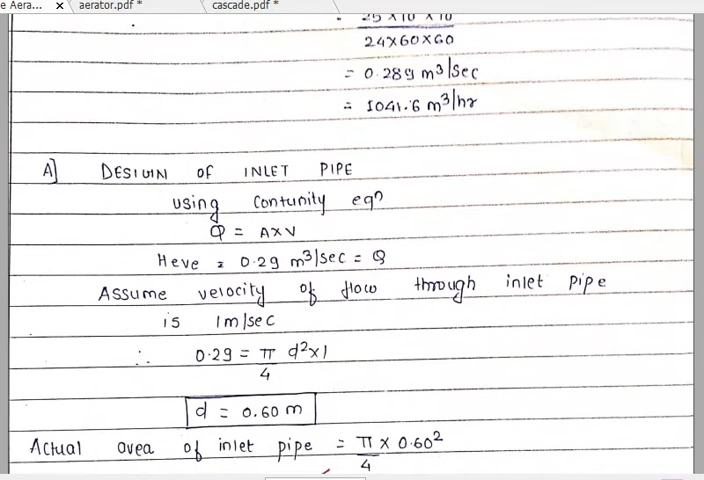 e Aera... x aerator.pdf * cascade.pdf *
24×60×60
= 0.289 m³/sec
= 1041.6 m³/hr
A] DESIGN OF INLET PIPE
using Contunity eqn
Q = A×V
Heve = 0.29 m³/sec = Q
Assume velocity of flow through inlet pipe
is 1m/sec
∴ 0.29 = π/4 d²×1
d = 0.60 m
Actual area of inlet pipe = π × 0.60²
4